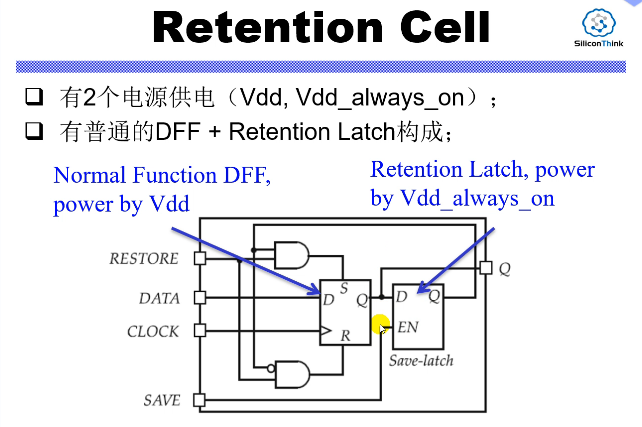 Retention Cell
SiliconThink
有2个电源供电（Vdd, Vdd_always_on）；
有普通的DFF + Retention Latch构成；
Normal Function DFF,
power by Vdd
Retention Latch, power
by Vdd_always_on
RESTORE
DATA
CLOCK
SAVE
D
S
Q
R
D
Q
EN
Save-latch
Q